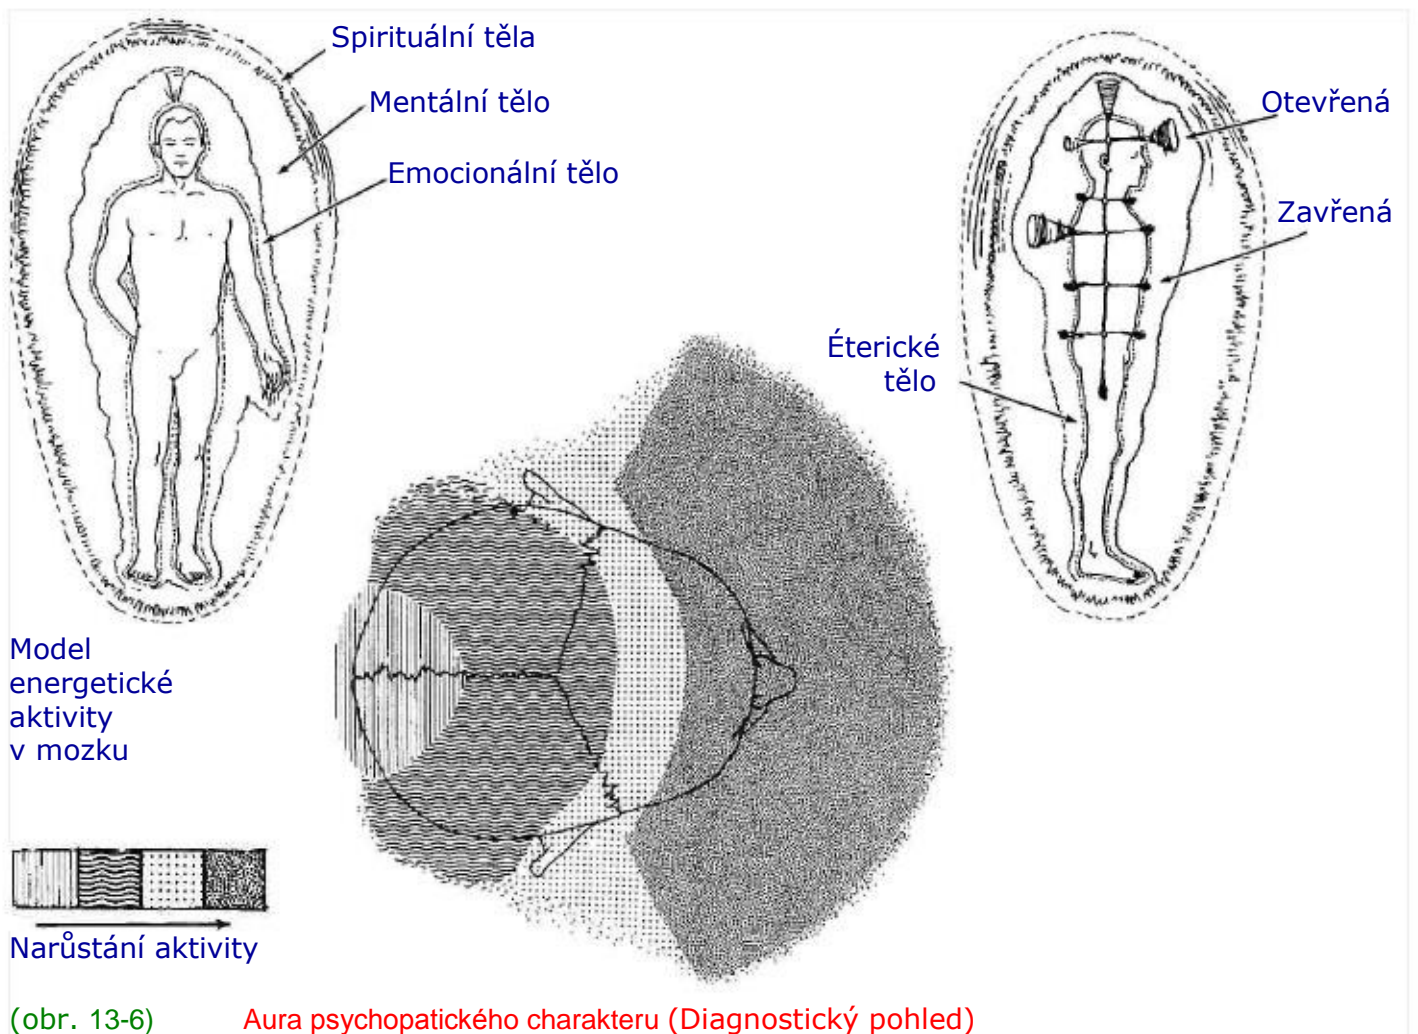 Spirituální těla
Mentální tělo
Emocionální tělo
Otevřená
Zavřená
Éterické
tělo
Model
energetické
aktivity
v mozku
Narůstání aktivity
(obr. 13-6) Aura psychopatického charakteru (Diagnostický pohled)